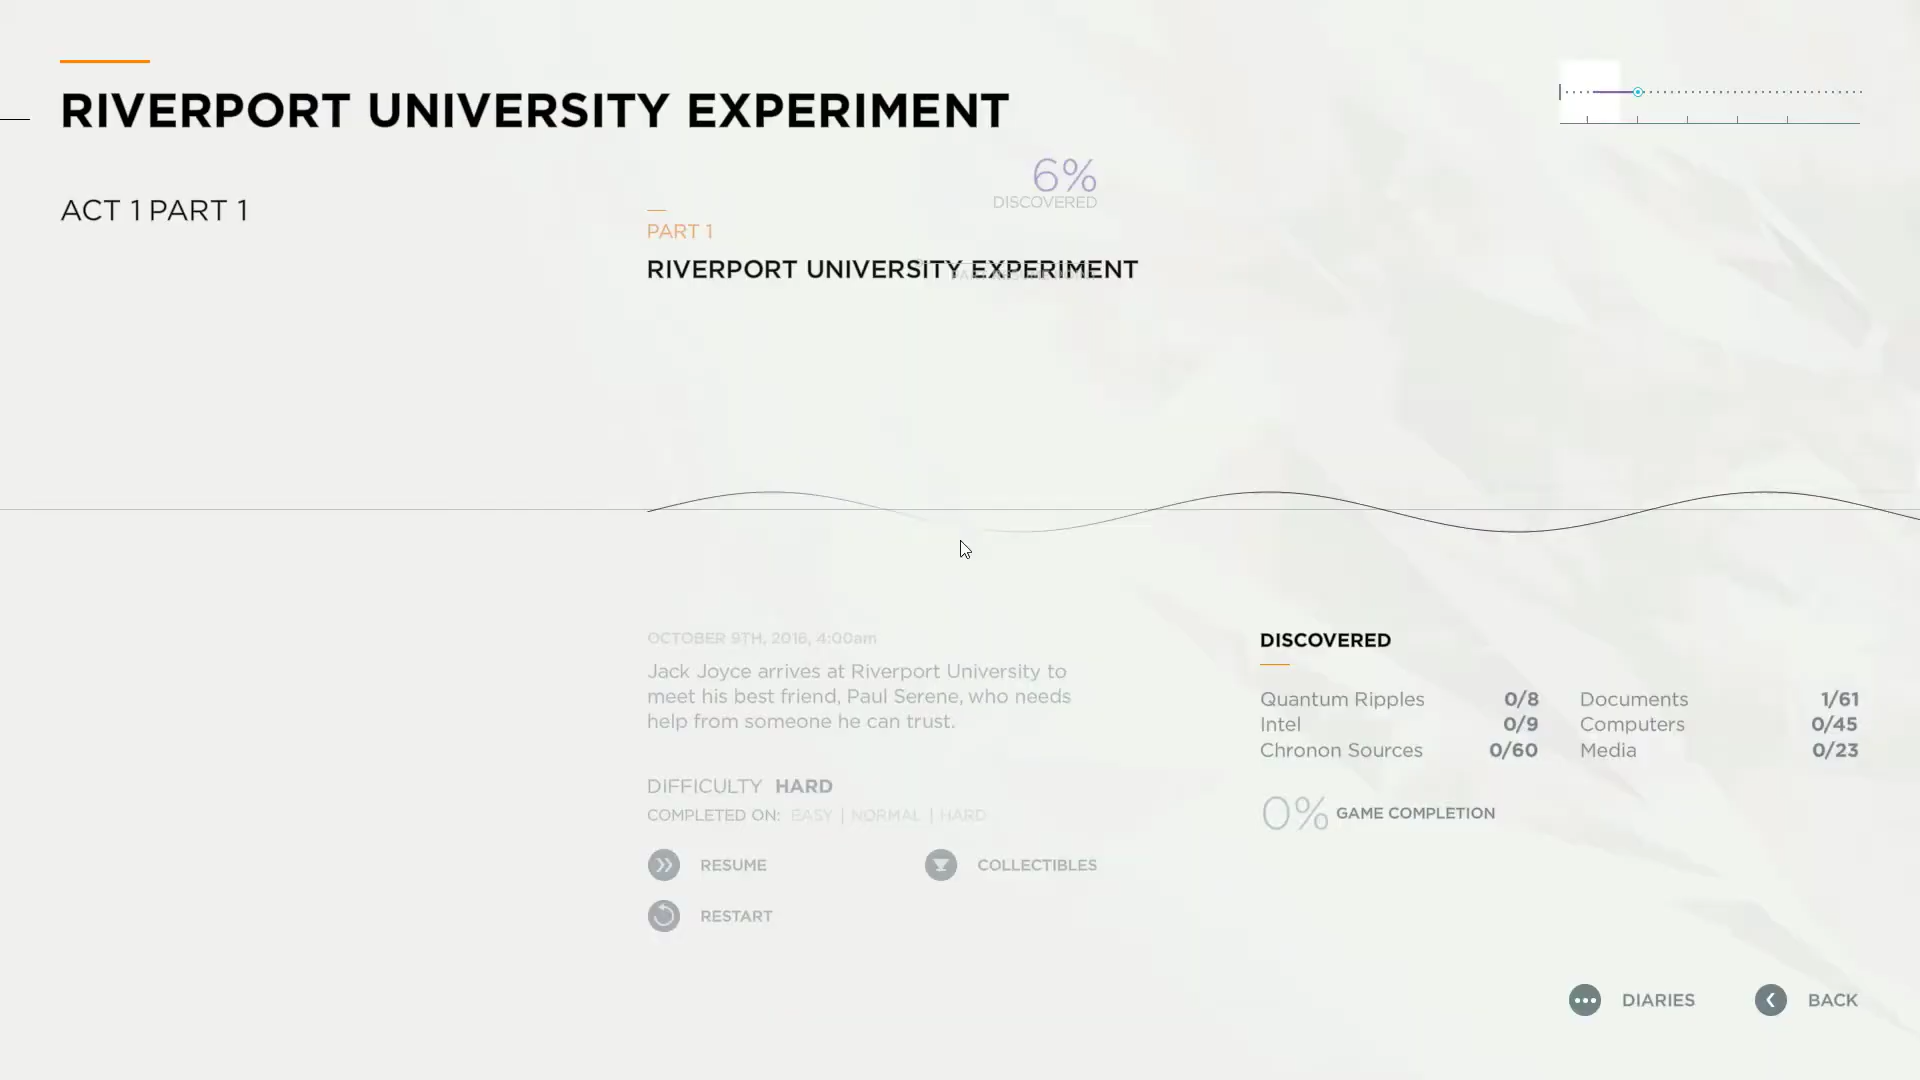 RIVERPORT UNIVERSITY EXPERIMENT
ACT 1 PART 1
6%
DISCOVERED
PART 1
RIVERPORT UNIVERSITY EXPERIMENT
OCTOBER 9TH, 2016, 4:00am
Jack Joyce arrives at Riverport University to
meet his best friend, Paul Serene, who needs
help from someone he can trust.
DIFFICULTY HARD
COMPLETED ON: EASY | NORMAL | HARD
RESUME
COLLECTIBLES
RESTART
DISCOVERED
Quantum Ripples 0/8 Documents 1/61
Intel 0/9 Computers 0/45
Chronon Sources 0/60 Media 0/23
0% GAME COMPLETION
DIARIES
BACK